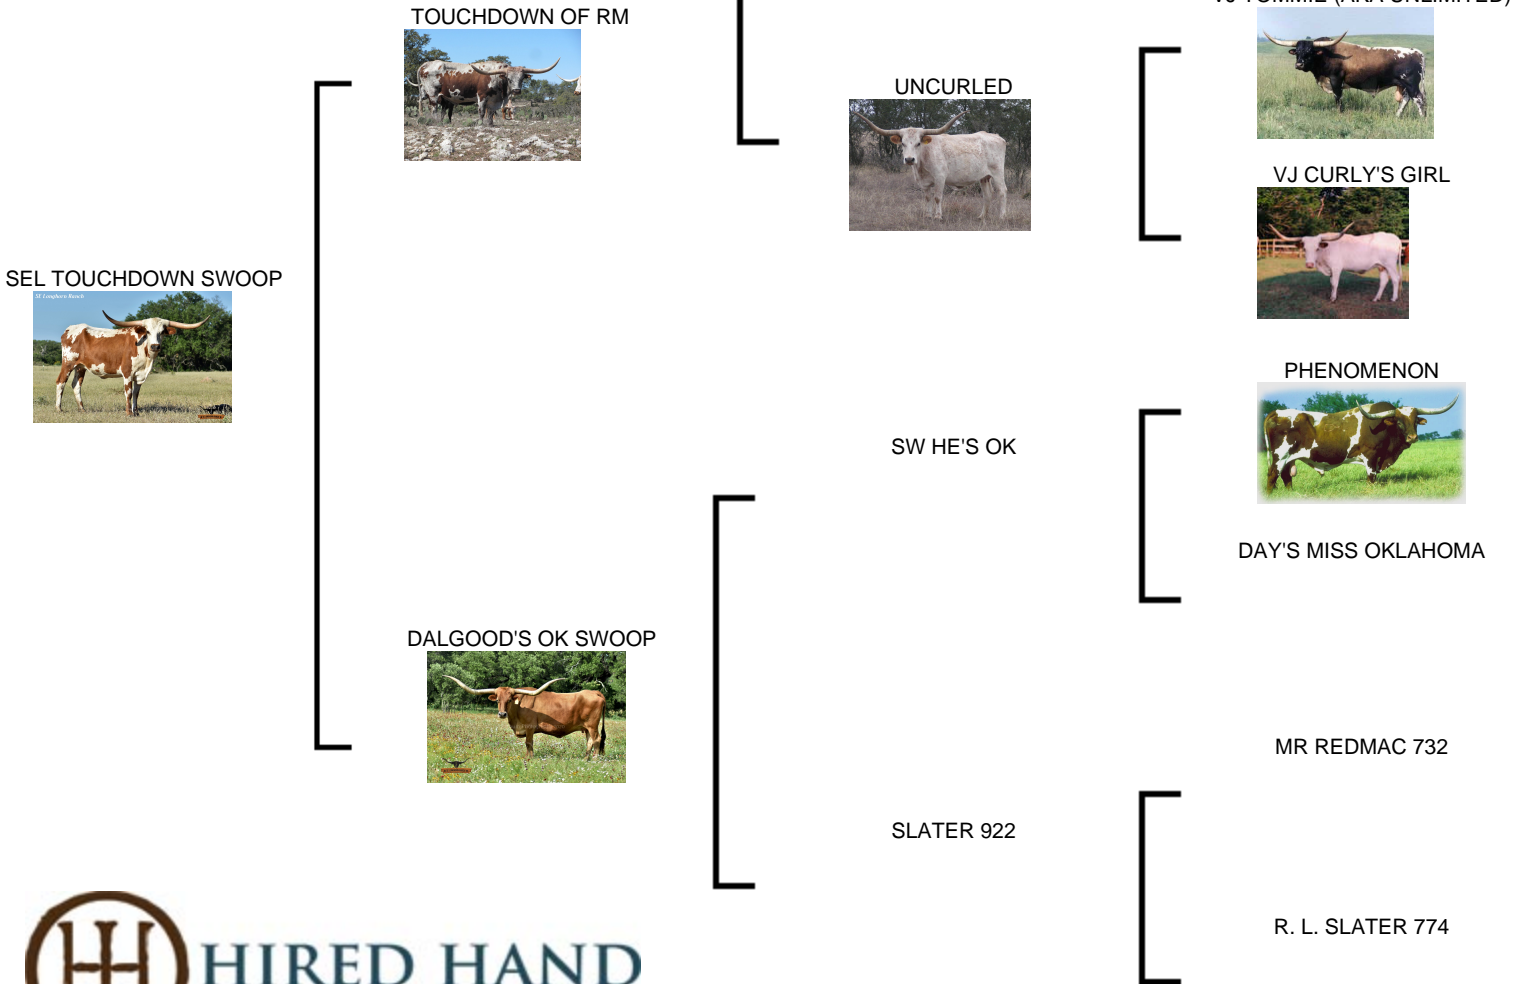 TOUCHDOWN OF RM
UNCURLED
VJ CURLY'S GIRL
SEL TOUCHDOWN SWOOP
PHENOMENON
SW HE'S OK
DAY'S MISS OKLAHOMA
DALGOOD'S OK SWOOP
MR REDMAC 732
SLATER 922
R. L. SLATER 774
HIRED HAND